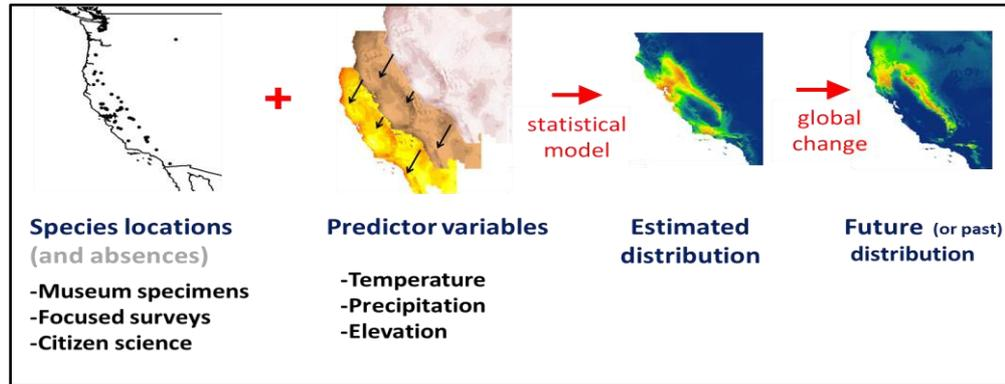 +
statistical
model
global
change
Species locations
(and absences)
-Museum specimens
-Focused surveys
-Citizen science
Predictor variables
-Temperature
-Precipitation
-Elevation
Estimated
distribution
Future (or past)
distribution